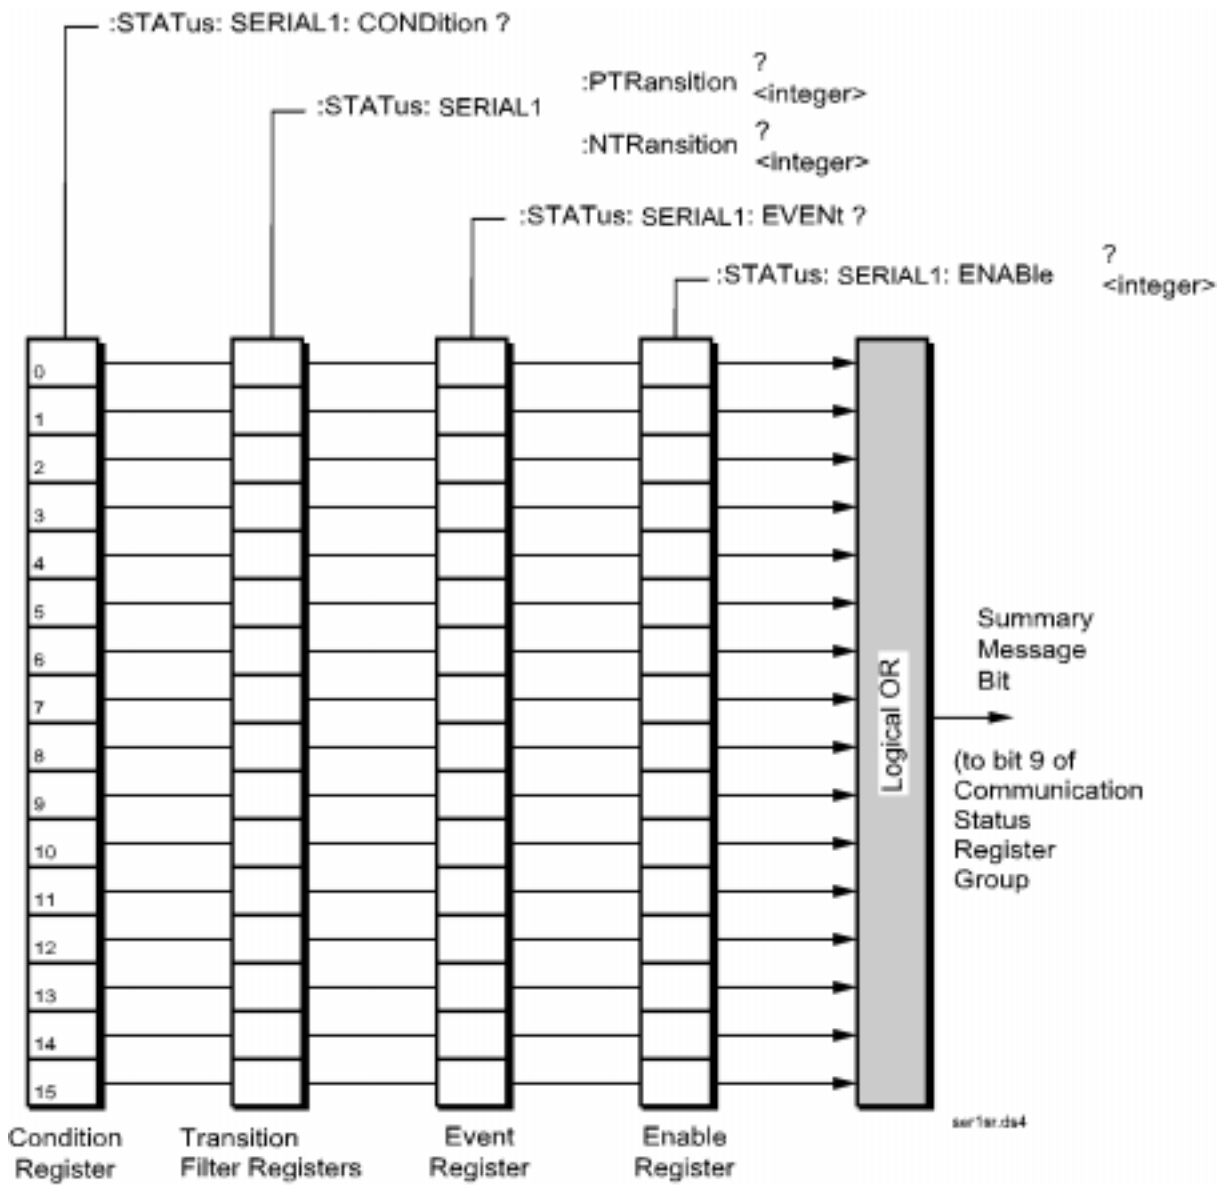 :STATus: SERIAL1: CONDition ?
:STATus: SERIAL1
:PTRansition
?
<integer>
:NTRansition
?
<integer>
:STATus: SERIAL1: EVENt ?
:STATus: SERIAL1: ENABle
?
<integer>
0
1
2
3
4
5
6
7
8
9
10
11
12
13
14
15
Logical OR
Summary
Message
Bit
(to bit 9 of
Communication
Status
Register
Group
ser1sr.ds4
Condition
Register
Transition
Filter Registers
Event
Register
Enable
Register